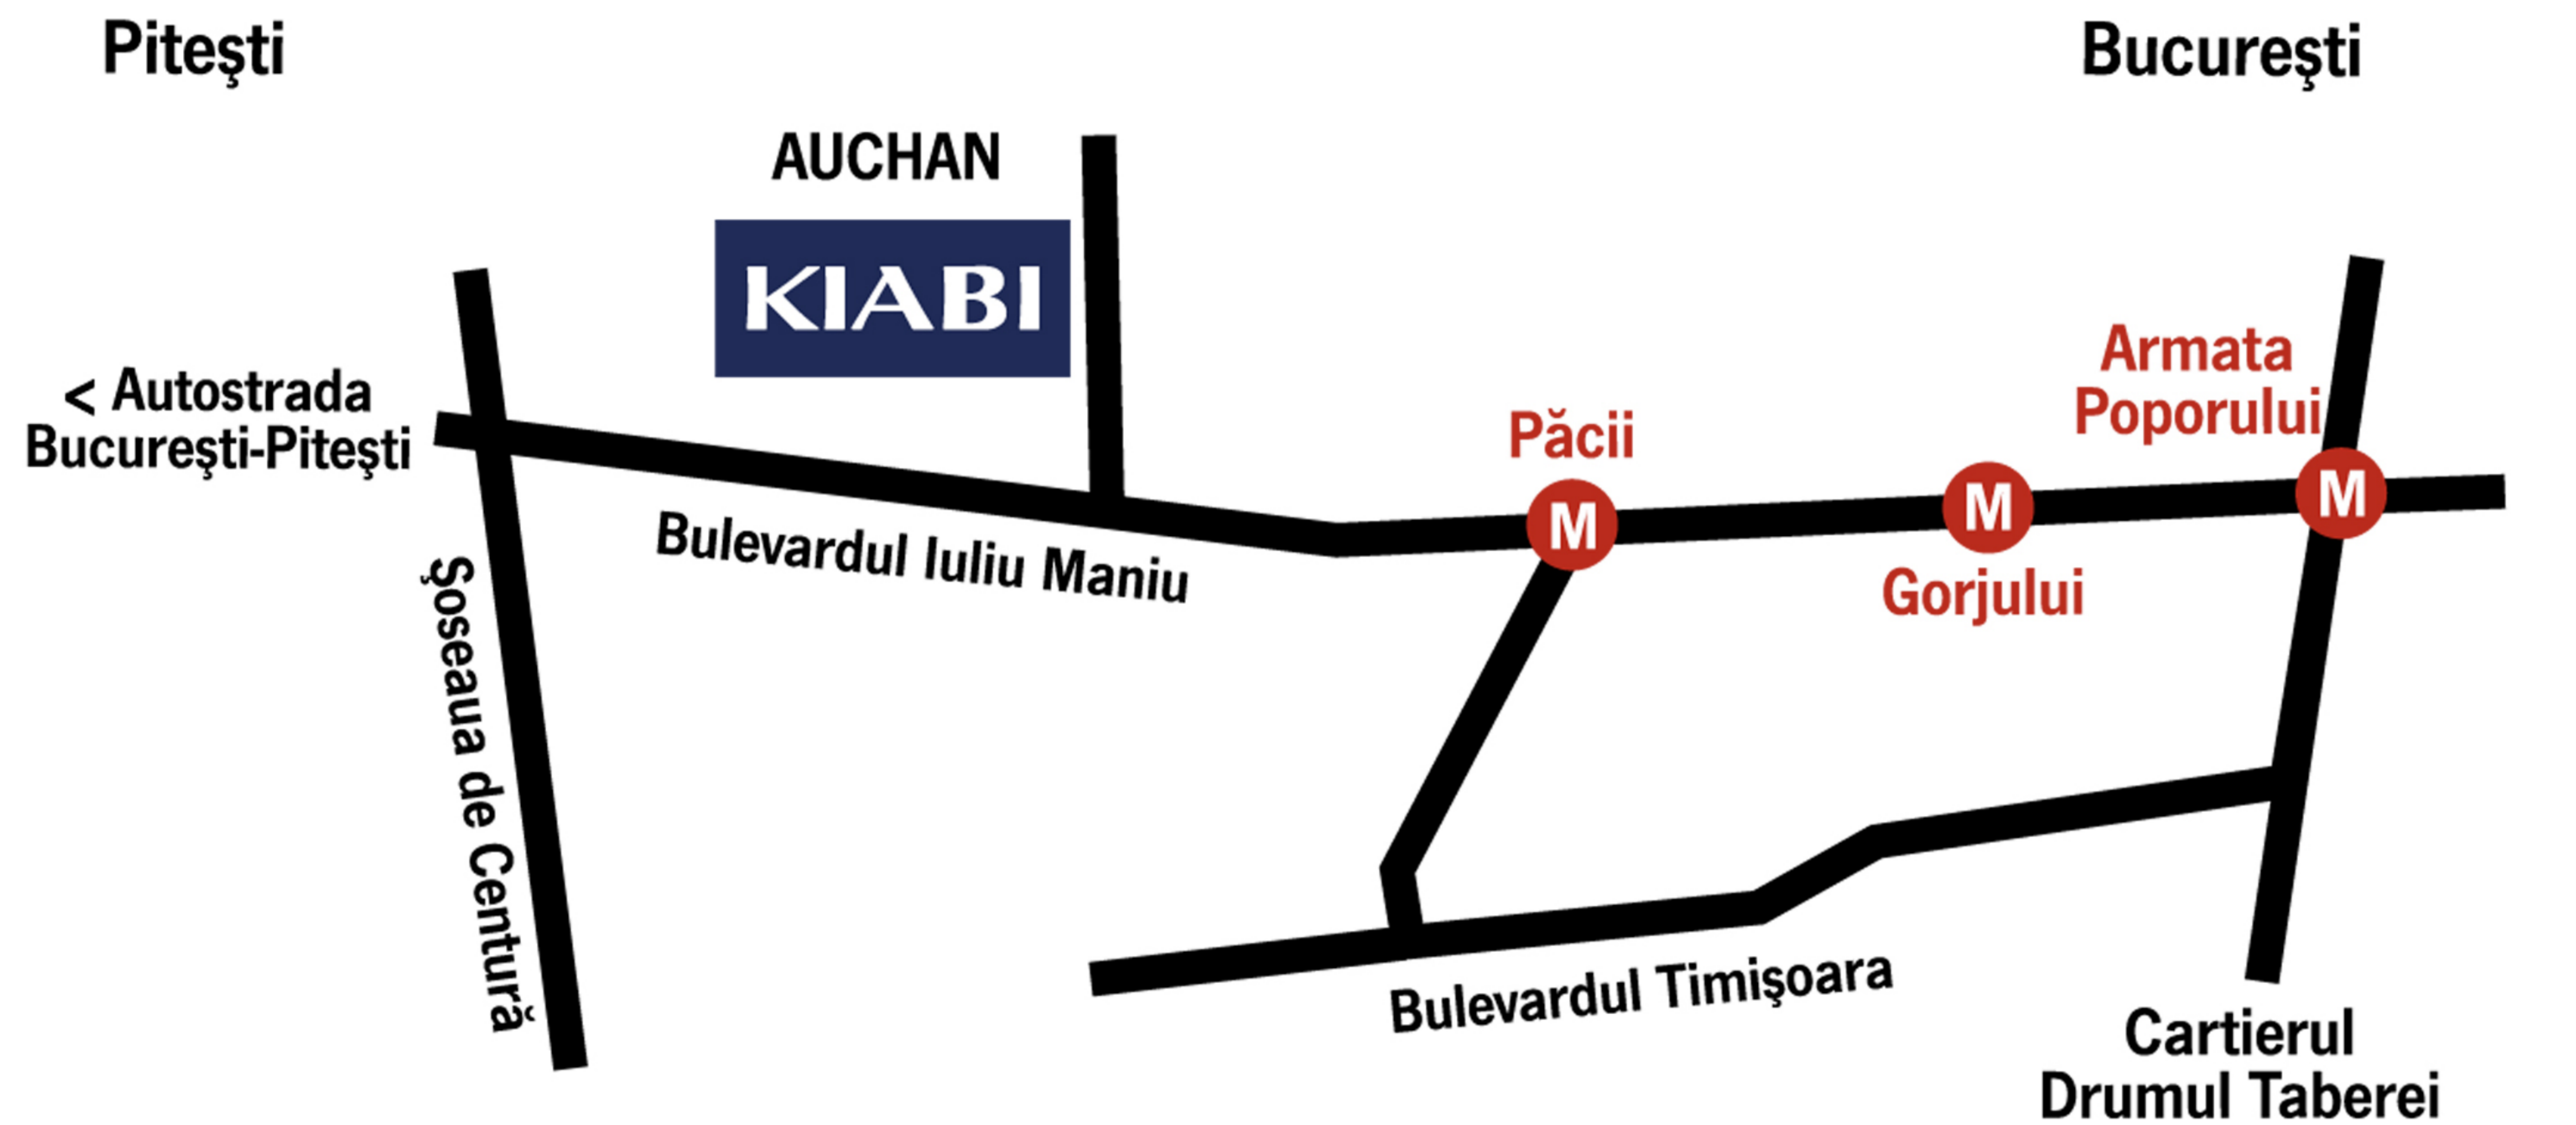 Piteşti
Bucureşti
AUCHAN
KIABI
< Autostrada
Bucureşti-Piteşti
Armata
Poporului
Păcii
M
M
M
Gorjului
Bulevardul Iuliu Maniu
Şoseaua de Centură
Bulevardul Timişoara
Cartierul
Drumul Taberei